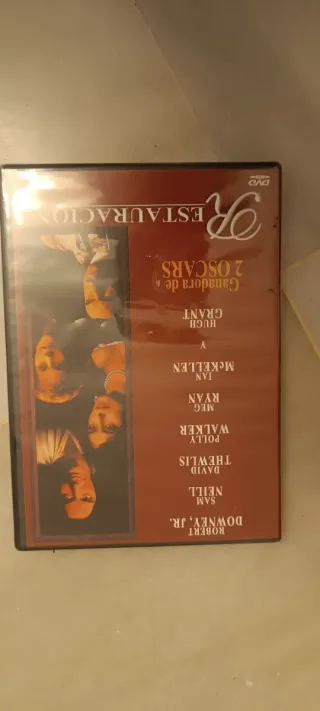 ROBERT
DOWNEY, JR.
SAM
NEILL
DAVID
THEWLIS
POLLY
WALKER
MEG
RYAN
IAN
McKELLEN
Y
HUGH
GRANT
Ganadora de
2 OSCARS
RESTAURACION
DVD